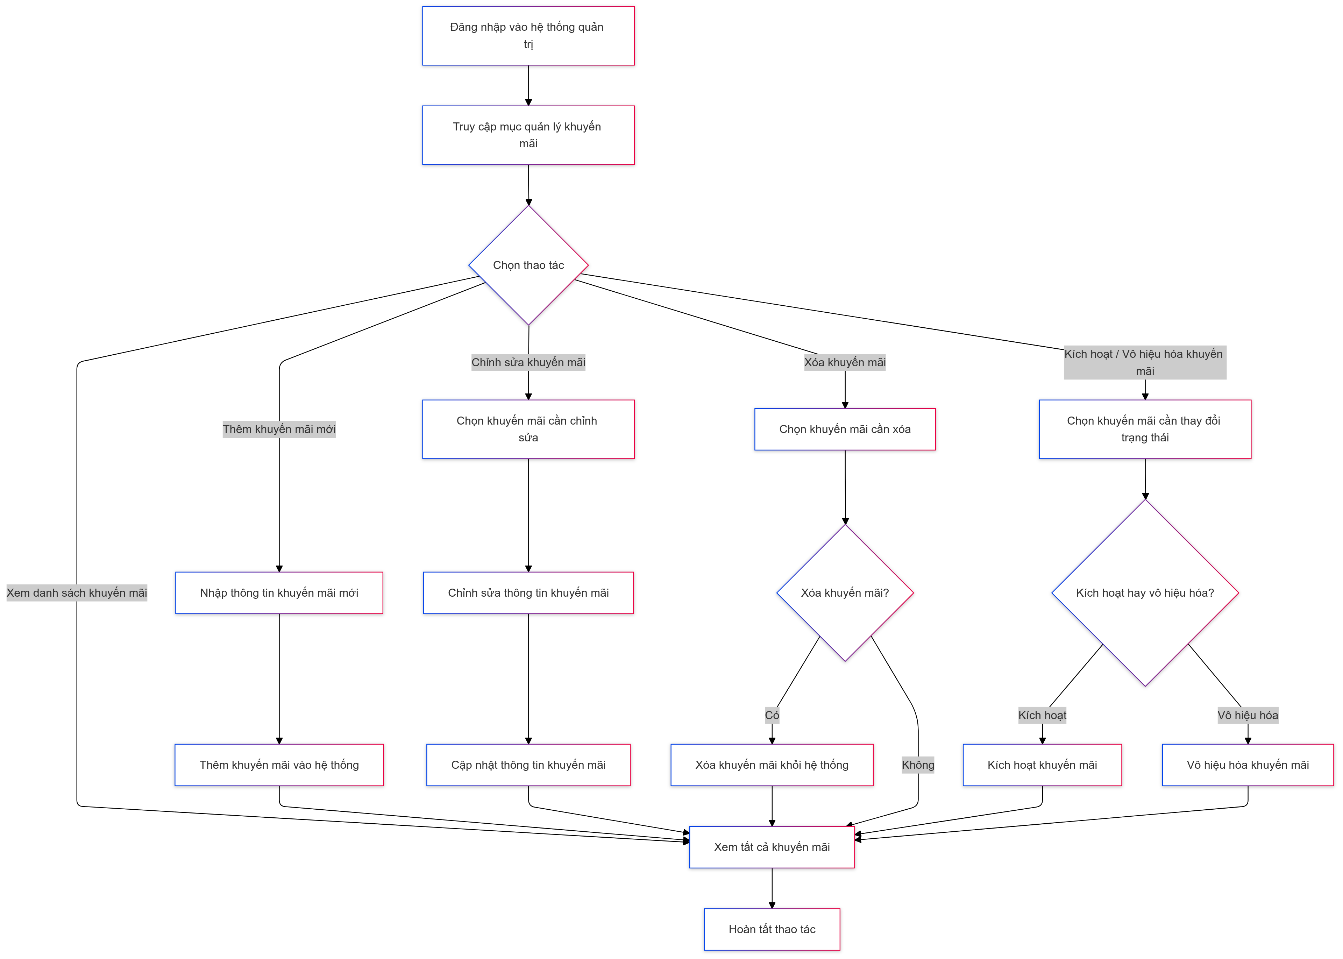 Đăng nhập vào hệ thống quản
trị
Truy cập mục quản lý khuyến
mãi
Chọn thao tác
Chỉnh sửa khuyến mãi
Xóa khuyến mãi
Kích hoạt / Vô hiệu hóa khuyến
mãi
Thêm khuyến mãi mới
Chọn khuyến mãi cần chỉnh
sửa
Chọn khuyến mãi cần xóa
Chọn khuyến mãi cần thay đổi
trạng thái
Xem danh sách khuyến mãi
Nhập thông tin khuyến mãi mới
Chỉnh sửa thông tin khuyến mãi
Xóa khuyến mãi?
Kích hoạt hay vô hiệu hóa?
Có
Kích hoạt
Vô hiệu hóa
Thêm khuyến mãi vào hệ thống
Cập nhật thông tin khuyến mãi
Xóa khuyến mãi khỏi hệ thống
Không
Kích hoạt khuyến mãi
Vô hiệu hóa khuyến mãi
Xem tất cả khuyến mãi
Hoàn tất thao tác